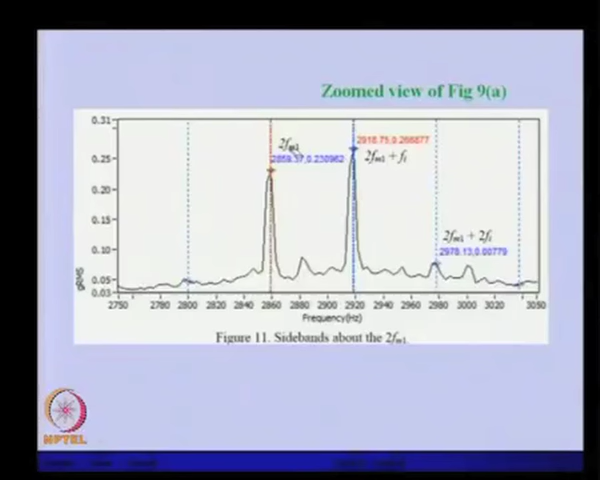 Zoomed view of Fig 9(a)
0.31
0.25
0.20
0.15
0.10
0.05
0.03
gRMS
2fm1
2859.37,0.230962
2918.75,0.266877
2fm1 + fi
2fm1 + 2fi
2978.13,0.00779
2750 2780 2800 2820 2840 2860 2880 2900 2920 2940 2960 2980 3000 3020 3050
Frequency(Hz)
Figure 11. Sidebands about the 2fm1.
NPTEL